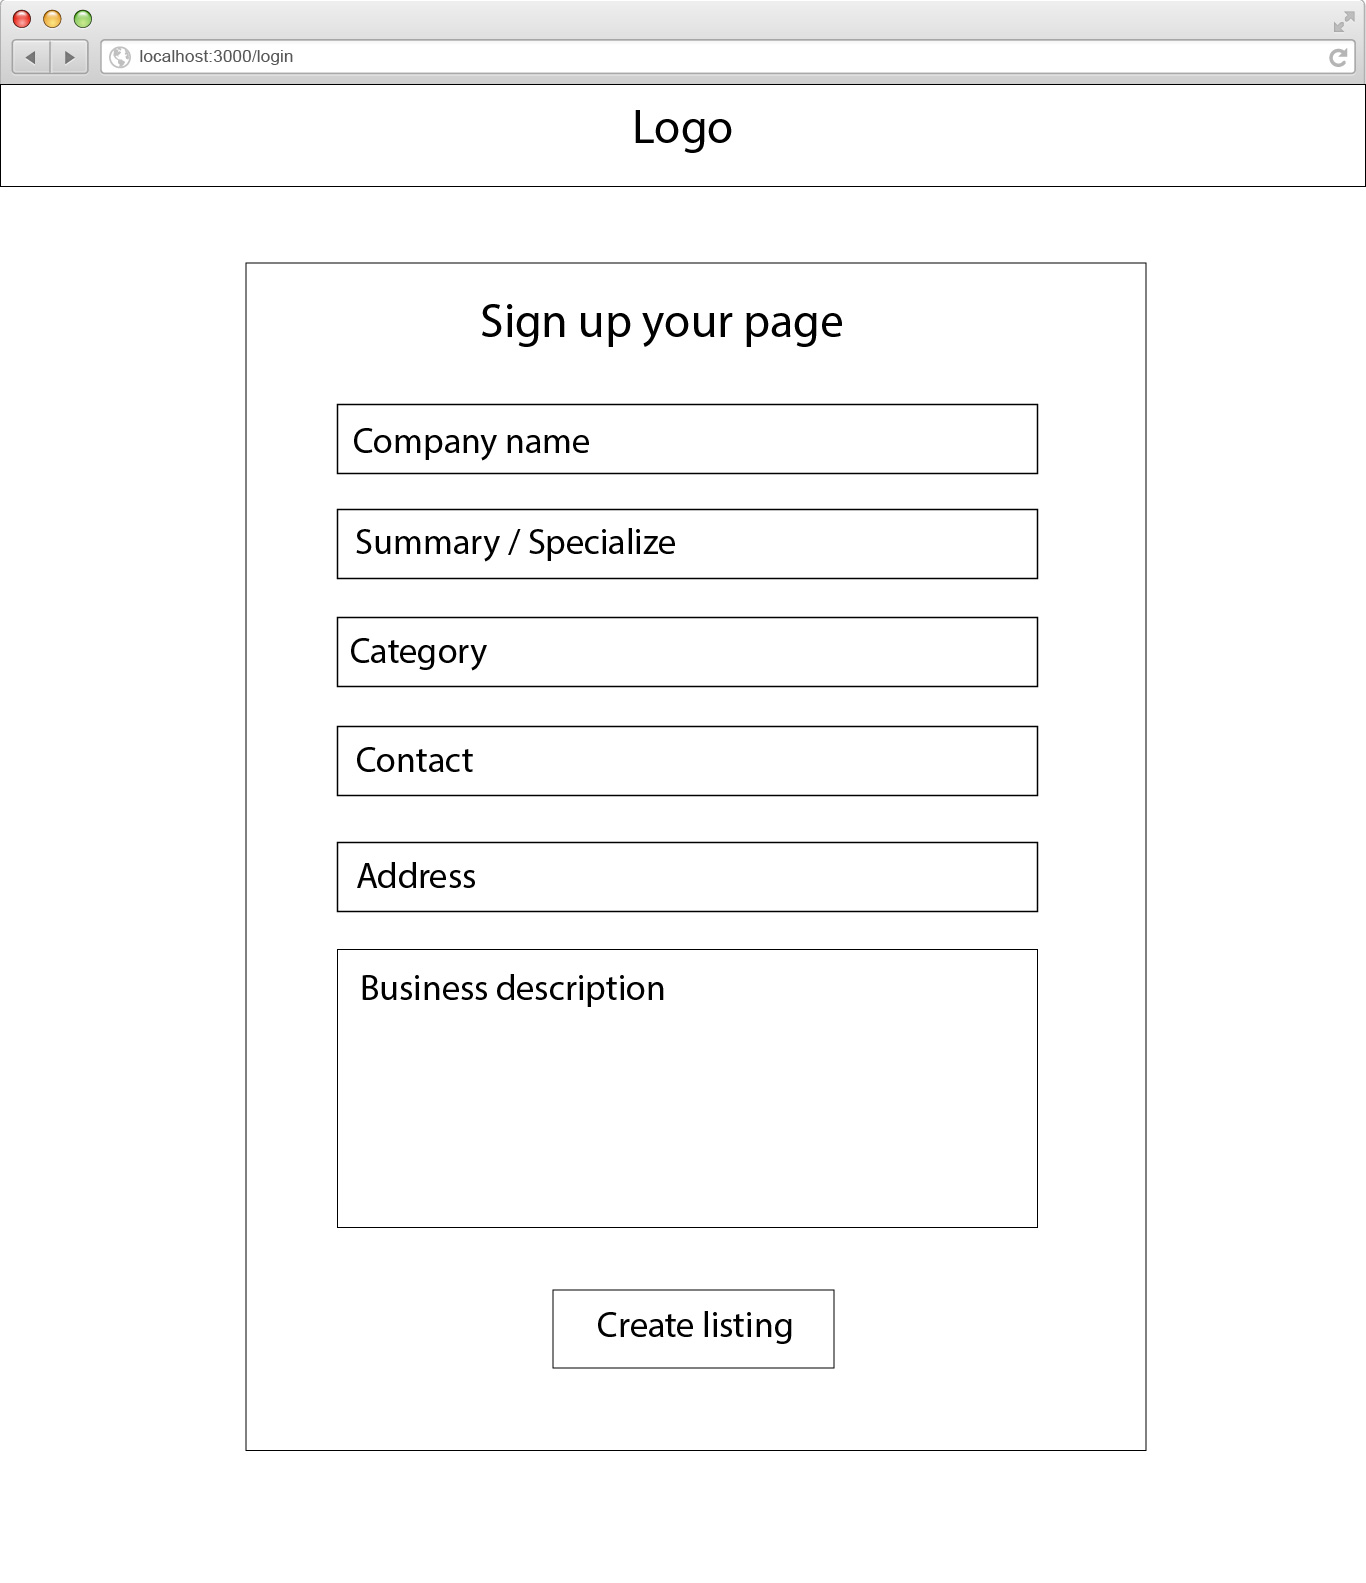 localhost:3000/login
Logo
Sign up your page
Company name
Summary / Specialize
Category
Contact
Address
Business description
Create listing